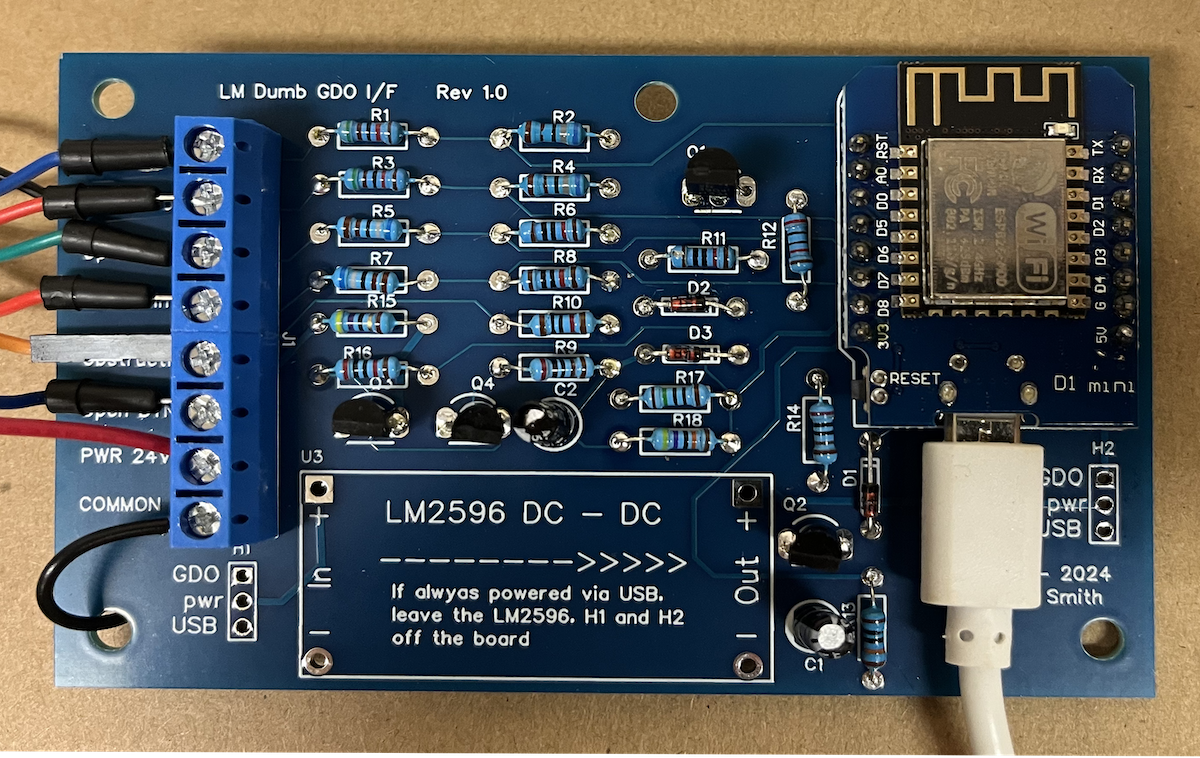 LM Dumb GDO I/F Rev 1.0
R1
R2
R3
R4
R5
R6
R7
R8
R15
R10
R16
R9
Q4
C2
R11
D2
D3
R17
R18
R12
R14
D1
Q2
C1
J1
PWR 24V
COMMON
H1
GDO
pwr
USB
U3
LM2596 DC - DC
--------->>>>>
If alwyas powered via USB,
leave the LM2596, H1 and H2
off the board
+
In
-
+
Out
-
RST
A0
D0
D5
D6
D7
D8
3V3
TX
RX
D1
D2
D3
D4
G
5V
WiFi
RESET
D1 mini
H2
GDO
pwr
USB
- 2024
Smith